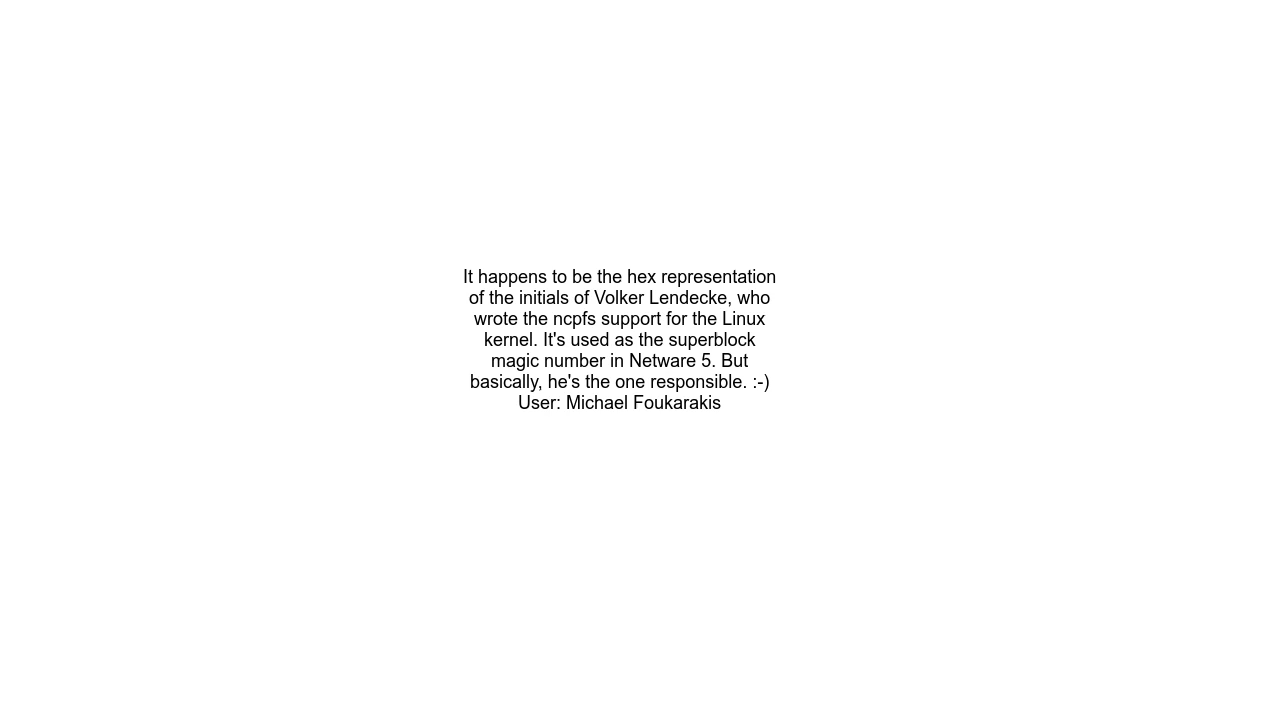 It happens to be the hex representation
of the initials of Volker Lendecke, who
wrote the ncpfs support for the Linux
kernel. It's used as the superblock
magic number in Netware 5. But
basically, he's the one responsible. :-)
User: Michael Foukarakis